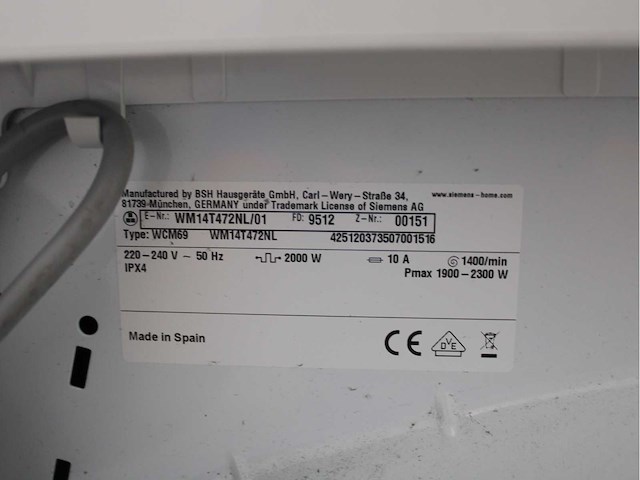 Manufactured by BSH Hausgeräte GmbH, Carl-Wery-Straße 34, www.siemens-home.com
81739-München, GERMANY under Trademark License of Siemens AG
E-Nr.: WM14T472NL/01 FD: 9512 Z-Nr.: 00151
Type: WCM69 WM14T472NL 425120373507001516
220-240 V ~ 50 Hz 2000 W 10 A 1400/min
IPX4 Pmax 1900-2300 W
Made in Spain CE DVE